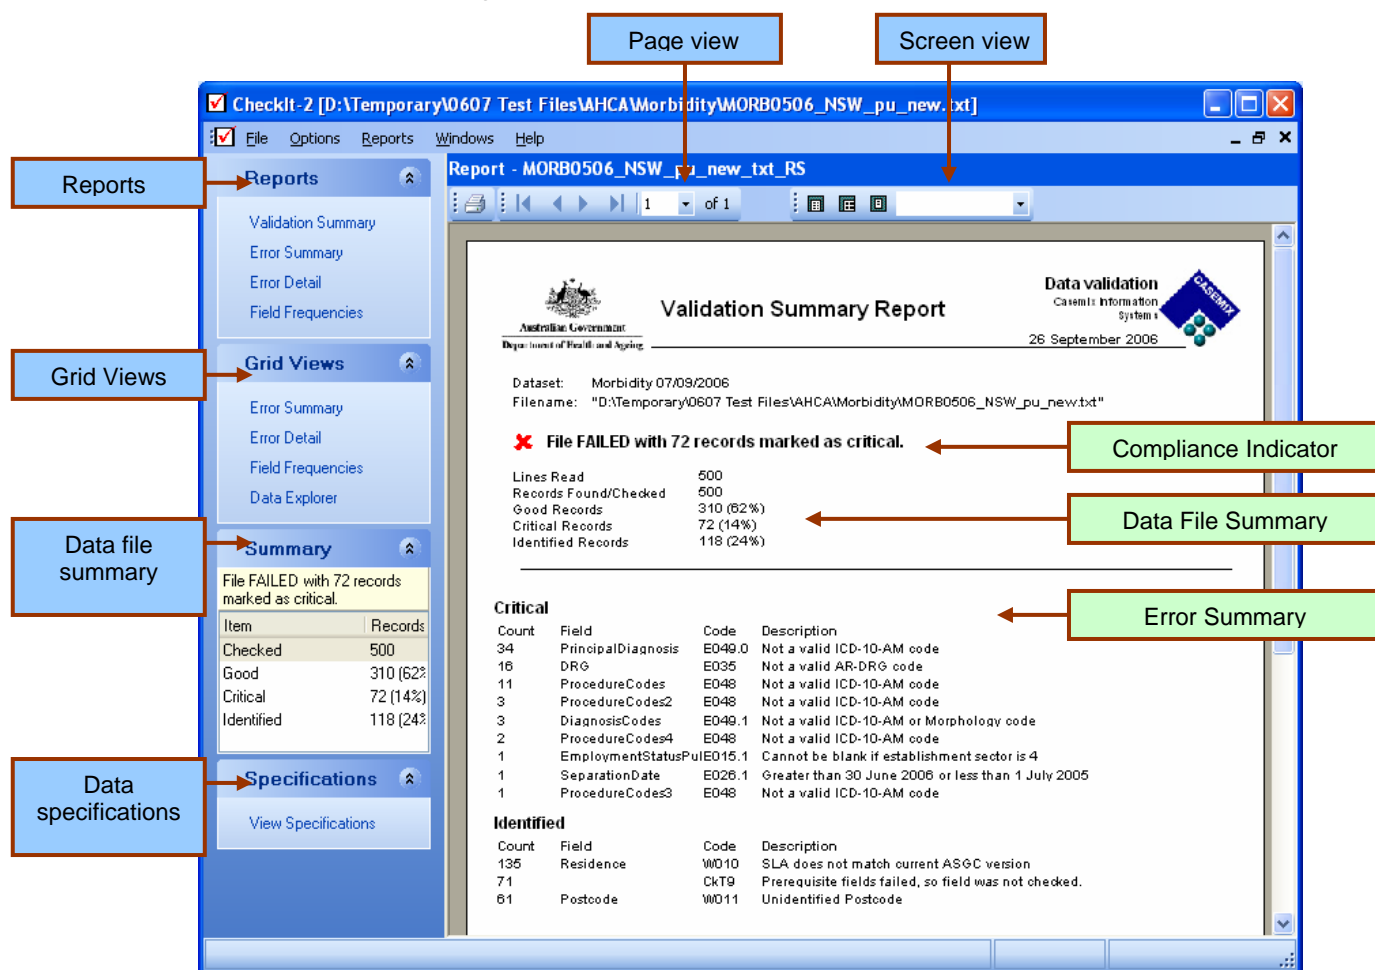 Page view
Screen view
CheckIt-2 [D:\Temporary\0607 Test Files\AHCA\Morbidity\MORB0506_NSW_pu_new.txt]
File Options Reports Windows Help
Reports
Reports
Validation Summary
Error Summary
Error Detail
Field Frequencies
Grid Views
Grid Views
Error Summary
Error Detail
Field Frequencies
Data Explorer
Data file
summary
Summary
File FAILED with 72 records
marked as critical.
Item Records
Checked 500
Good 310 (62%
Critical 72 (14%)
Identified 118 (24%
Data
specifications
Specifications
View Specifications
Report - MORB0506_NSW_pu_new_txt_RS
1 of 1
Australian Government
Department of Health and Ageing
Validation Summary Report
Data validation
Casemix Information
Systems
26 September 2006
CASEMIX
Dataset: Morbidity 07/09/2006
Filename: "D:\Temporary\0607 Test Files\AHCA\Morbidity\MORB0506_NSW_pu_new.txt"
File FAILED with 72 records marked as critical.
Compliance Indicator
Lines Read 500
Records Found/Checked 500
Good Records 310 (62%)
Critical Records 72 (14%)
Identified Records 118 (24%)
Data File Summary
Error Summary
Critical
Count Field Code Description
34 PrincipalDiagnosis E049.0 Not a valid ICD-10-AM code
16 DRG E035 Not a valid AR-DRG code
11 ProcedureCodes E048 Not a valid ICD-10-AM code
3 ProcedureCodes2 E048 Not a valid ICD-10-AM code
3 DiagnosisCodes E049.1 Not a valid ICD-10-AM or Morphology code
2 ProcedureCodes4 E048 Not a valid ICD-10-AM code
1 EmploymentStatusPul E015.1 Cannot be blank if establishment sector is 4
1 SeparationDate E026.1 Greater than 30 June 2006 or less than 1 July 2005
1 ProcedureCodes3 E048 Not a valid ICD-10-AM code
Identified
Count Field Code Description
135 Residence W010 SLA does not match current ASGC version
71 CkT9 Prerequisite fields failed, so field was not checked.
61 Postcode W011 Unidentified Postcode